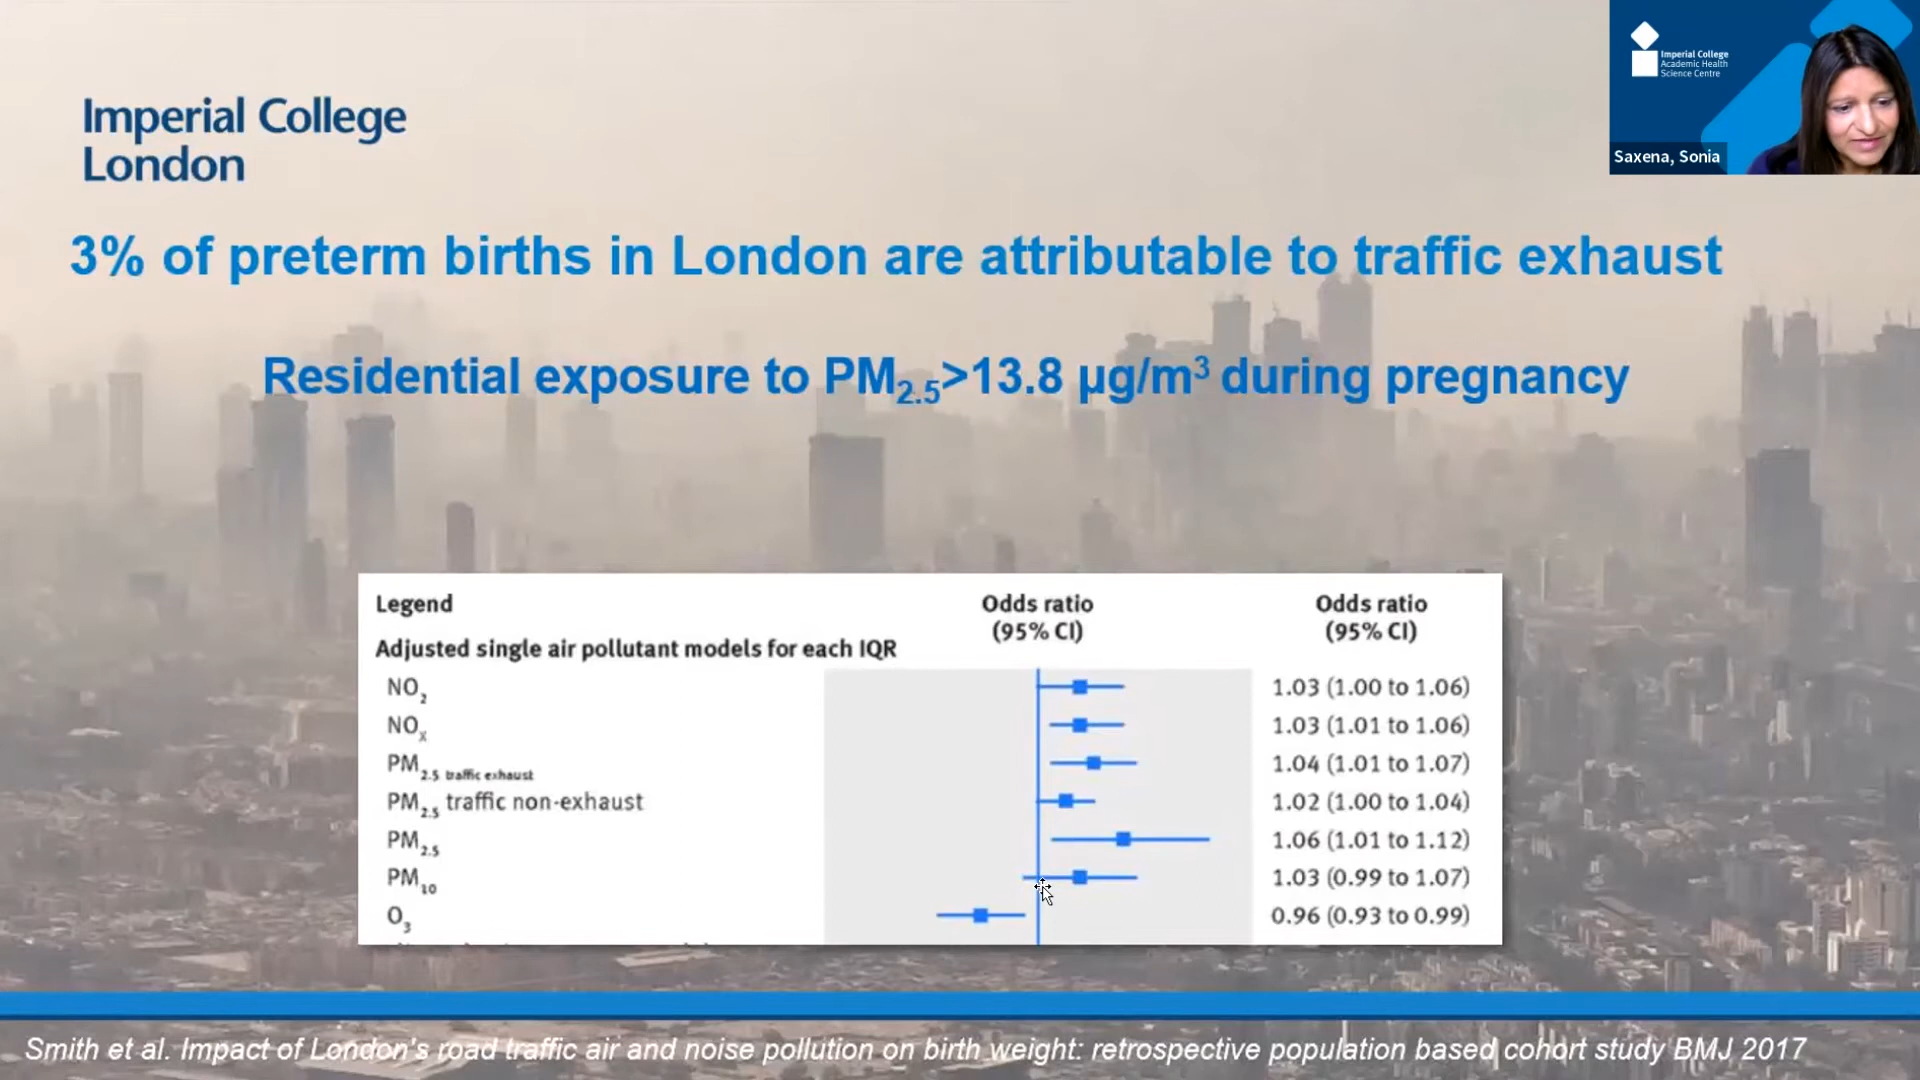 Imperial College
London
Imperial College
Academic Health
Science Centre
Saxena, Sonia
3% of preterm births in London are attributable to traffic exhaust
Residential exposure to PM2.5>13.8 µg/m³ during pregnancy
Legend
Odds ratio
(95% CI)
Odds ratio
(95% CI)
Adjusted single air pollutant models for each IQR
NO2 1.03 (1.00 to 1.06)
NOx 1.03 (1.01 to 1.06)
PM2.5 traffic exhaust 1.04 (1.01 to 1.07)
PM2.5 traffic non-exhaust 1.02 (1.00 to 1.04)
PM2.5 1.06 (1.01 to 1.12)
PM10 1.03 (0.99 to 1.07)
O3 0.96 (0.93 to 0.99)
Smith et al. Impact of London's road traffic air and noise pollution on birth weight: retrospective population based cohort study BMJ 2017